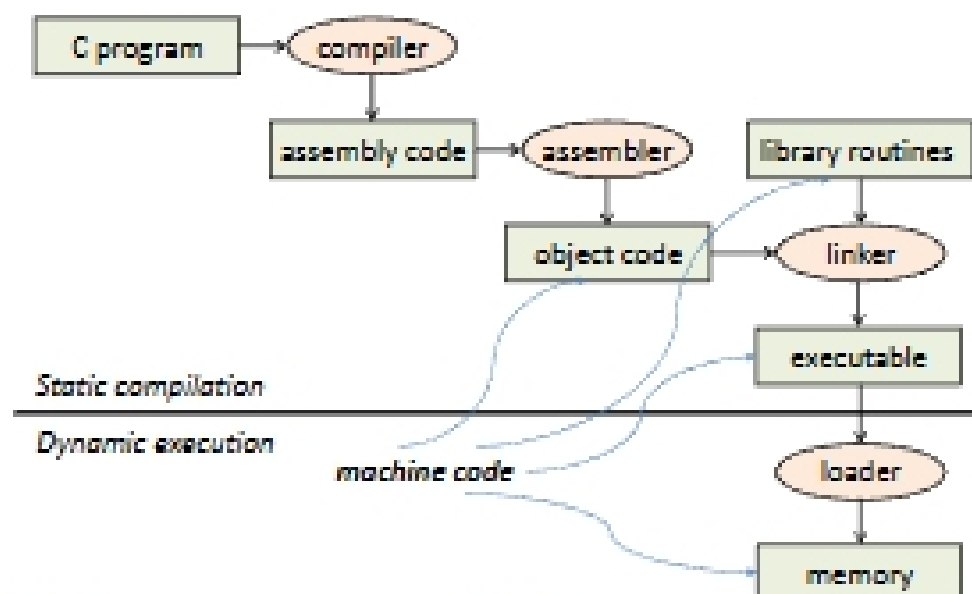 C program
compiler
assembly code
assembler
library routines
object code
linker
executable
Static compilation
Dynamic execution
machine code
loader
memory